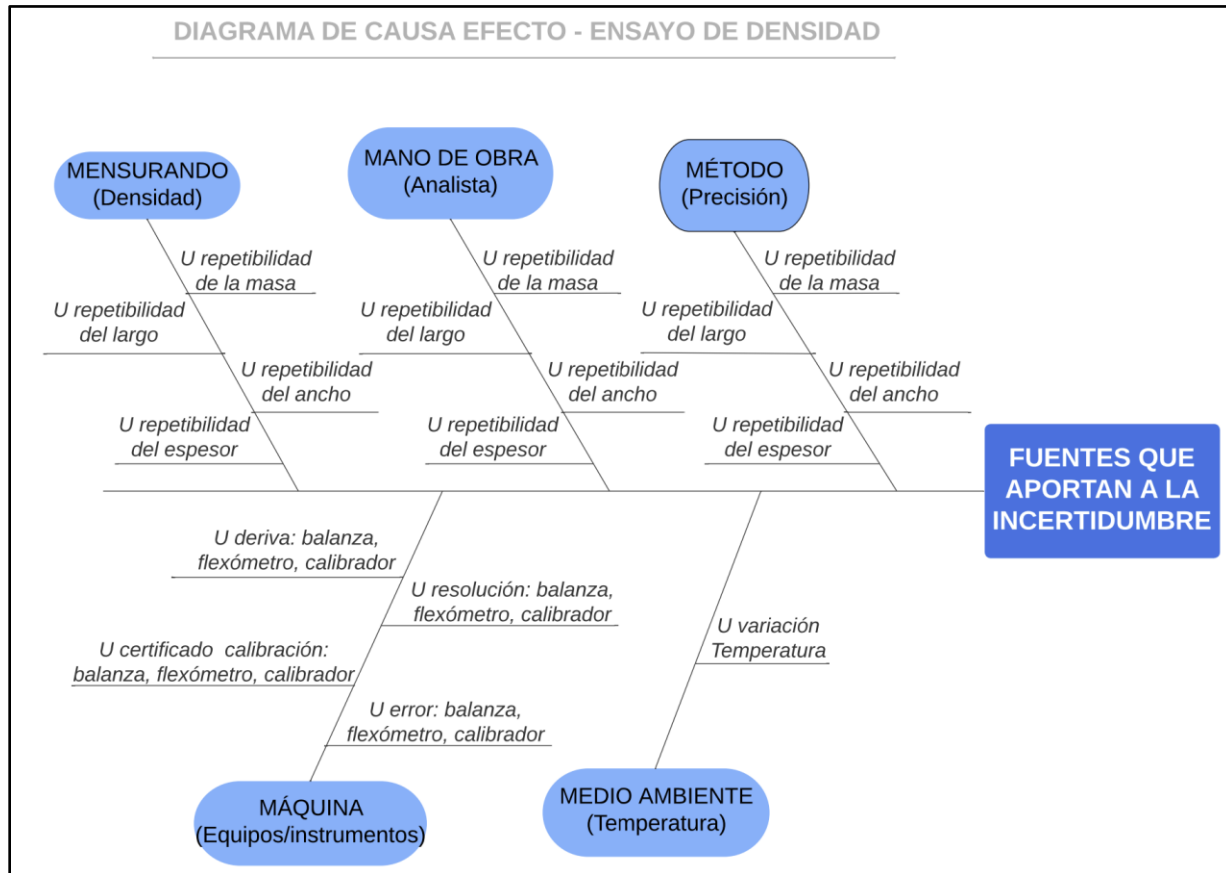 DIAGRAMA DE CAUSA EFECTO - ENSAYO DE DENSIDAD
MENSURANDO
(Densidad)
MANO DE OBRA
(Analista)
MÉTODO
(Precisión)
U repetibilidad
de la masa
U repetibilidad
del largo
U repetibilidad
del ancho
U repetibilidad
del espesor
U repetibilidad
de la masa
U repetibilidad
del largo
U repetibilidad
del ancho
U repetibilidad
del espesor
U repetibilidad
de la masa
U repetibilidad
del largo
U repetibilidad
del ancho
U repetibilidad
del espesor
FUENTES QUE
APORTAN A LA
INCERTIDUMBRE
U deriva: balanza,
flexómetro, calibrador
U resolución: balanza,
flexómetro, calibrador
U certificado calibración:
balanza, flexómetro, calibrador
U error: balanza,
flexómetro, calibrador
U variación
Temperatura
MÁQUINA
(Equipos/instrumentos)
MEDIO AMBIENTE
(Temperatura)